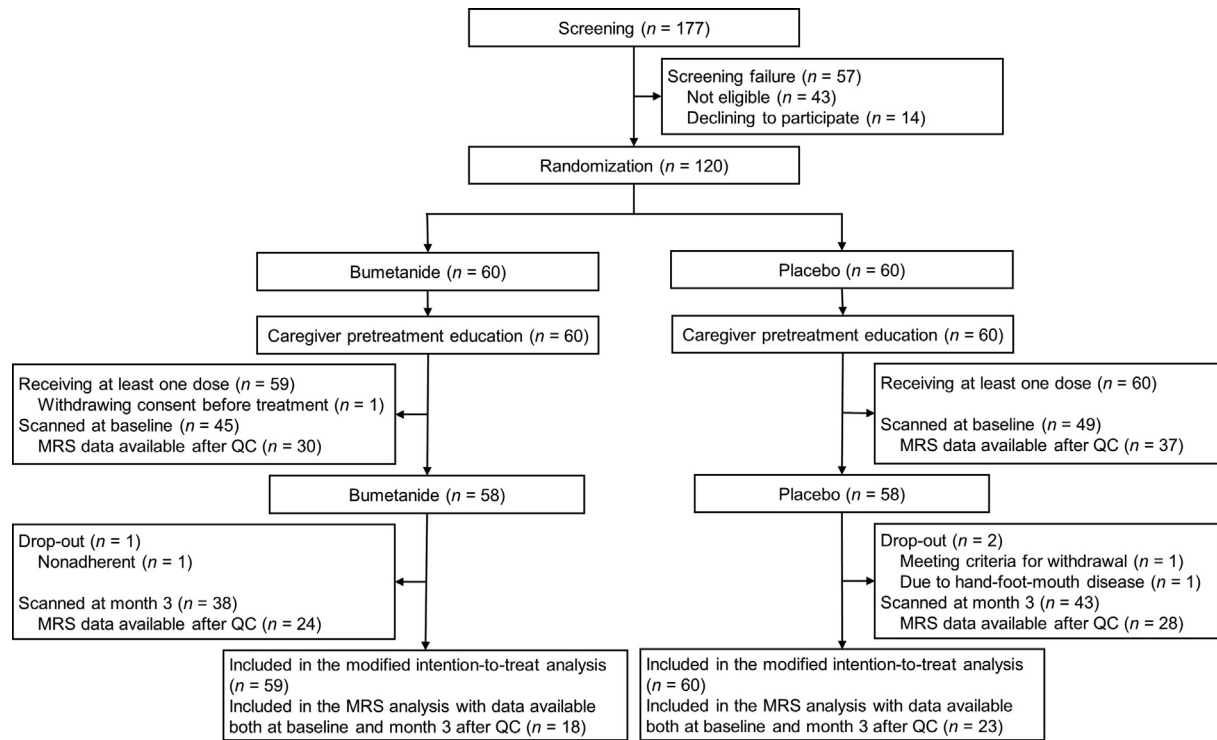 Screening (n = 177)
Screening failure (n = 57)
Not eligible (n = 43)
Declining to participate (n = 14)
Randomization (n = 120)
Bumetanide (n = 60)
Placebo (n = 60)
Caregiver pretreatment education (n = 60)
Caregiver pretreatment education (n = 60)
Receiving at least one dose (n = 59)
Withdrawing consent before treatment (n = 1)
Scanned at baseline (n = 45)
MRS data available after QC (n = 30)
Receiving at least one dose (n = 60)
Scanned at baseline (n = 49)
MRS data available after QC (n = 37)
Bumetanide (n = 58)
Placebo (n = 58)
Drop-out (n = 1)
Nonadherent (n = 1)
Scanned at month 3 (n = 38)
MRS data available after QC (n = 24)
Drop-out (n = 2)
Meeting criteria for withdrawal (n = 1)
Due to hand-foot-mouth disease (n = 1)
Scanned at month 3 (n = 43)
MRS data available after QC (n = 28)
Included in the modified intention-to-treat analysis
(n = 59)
Included in the MRS analysis with data available
both at baseline and month 3 after QC (n = 18)
Included in the modified intention-to-treat analysis
(n = 60)
Included in the MRS analysis with data available
both at baseline and month 3 after QC (n = 23)